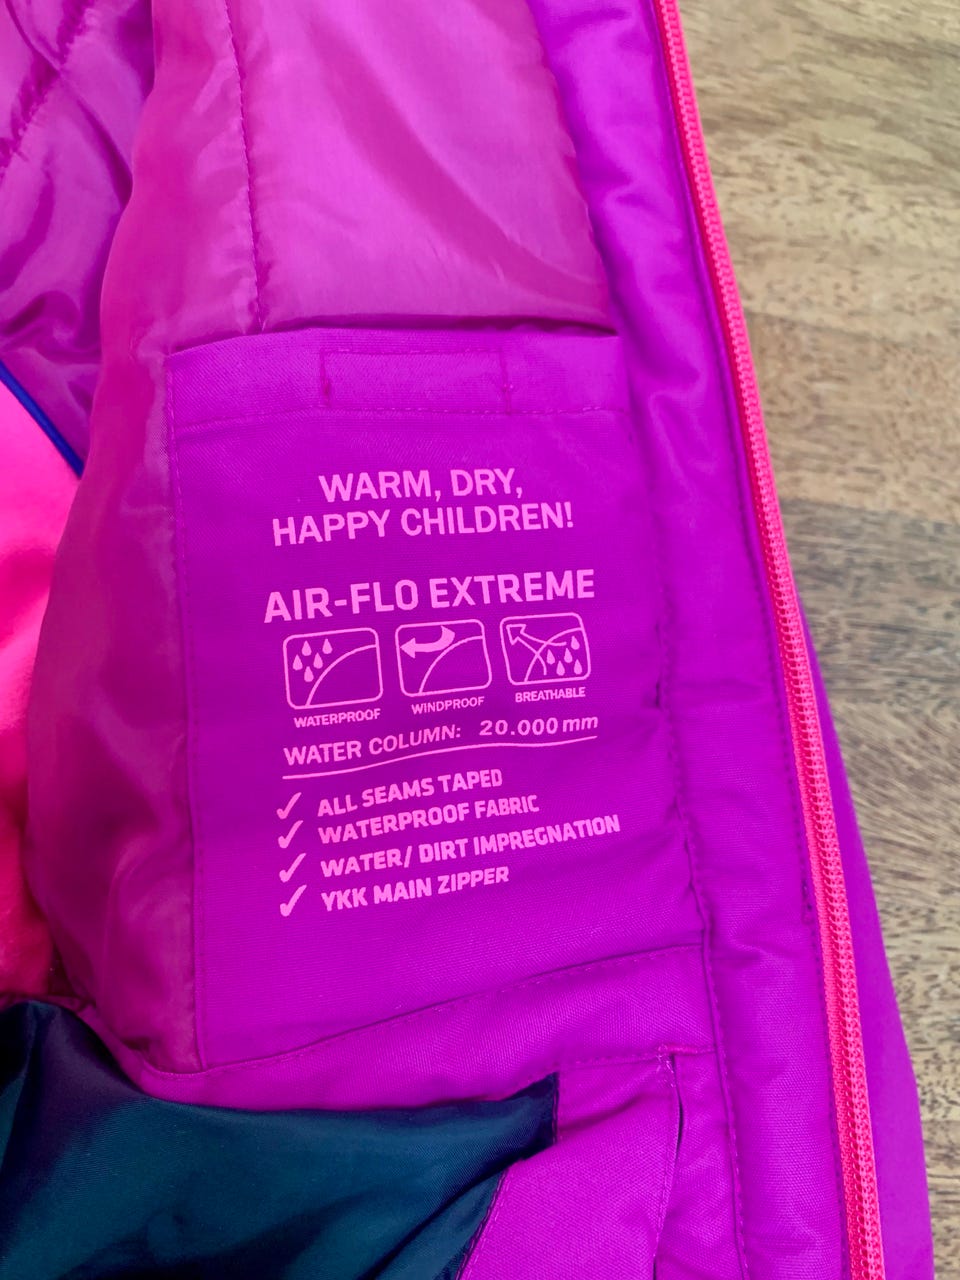 WARM, DRY,
HAPPY CHILDREN!
AIR-FLO EXTREME
WATERPROOF WINDPROOF BREATHABLE
WATER COLUMN: 20.000 mm
✓ ALL SEAMS TAPED
✓ WATERPROOF FABRIC
✓ WATER/ DIRT IMPREGNATION
✓ YKK MAIN ZIPPER